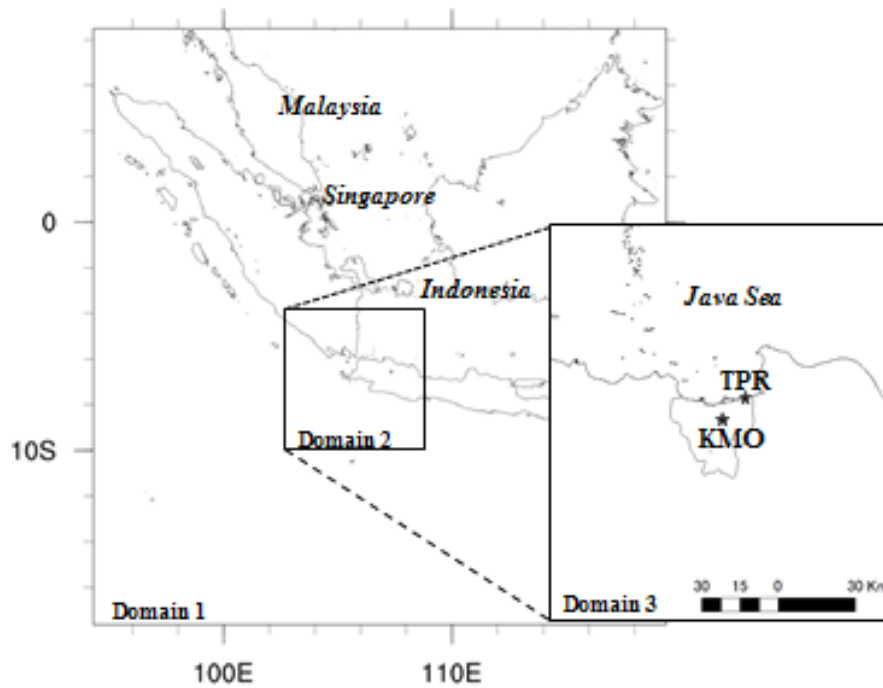 Malaysia
Singapore
0
Indonesia
Java Sea
TPR
KMO
Domain 2
10S
30 15 0 30 Km
Domain 1
Domain 3
100E
110E